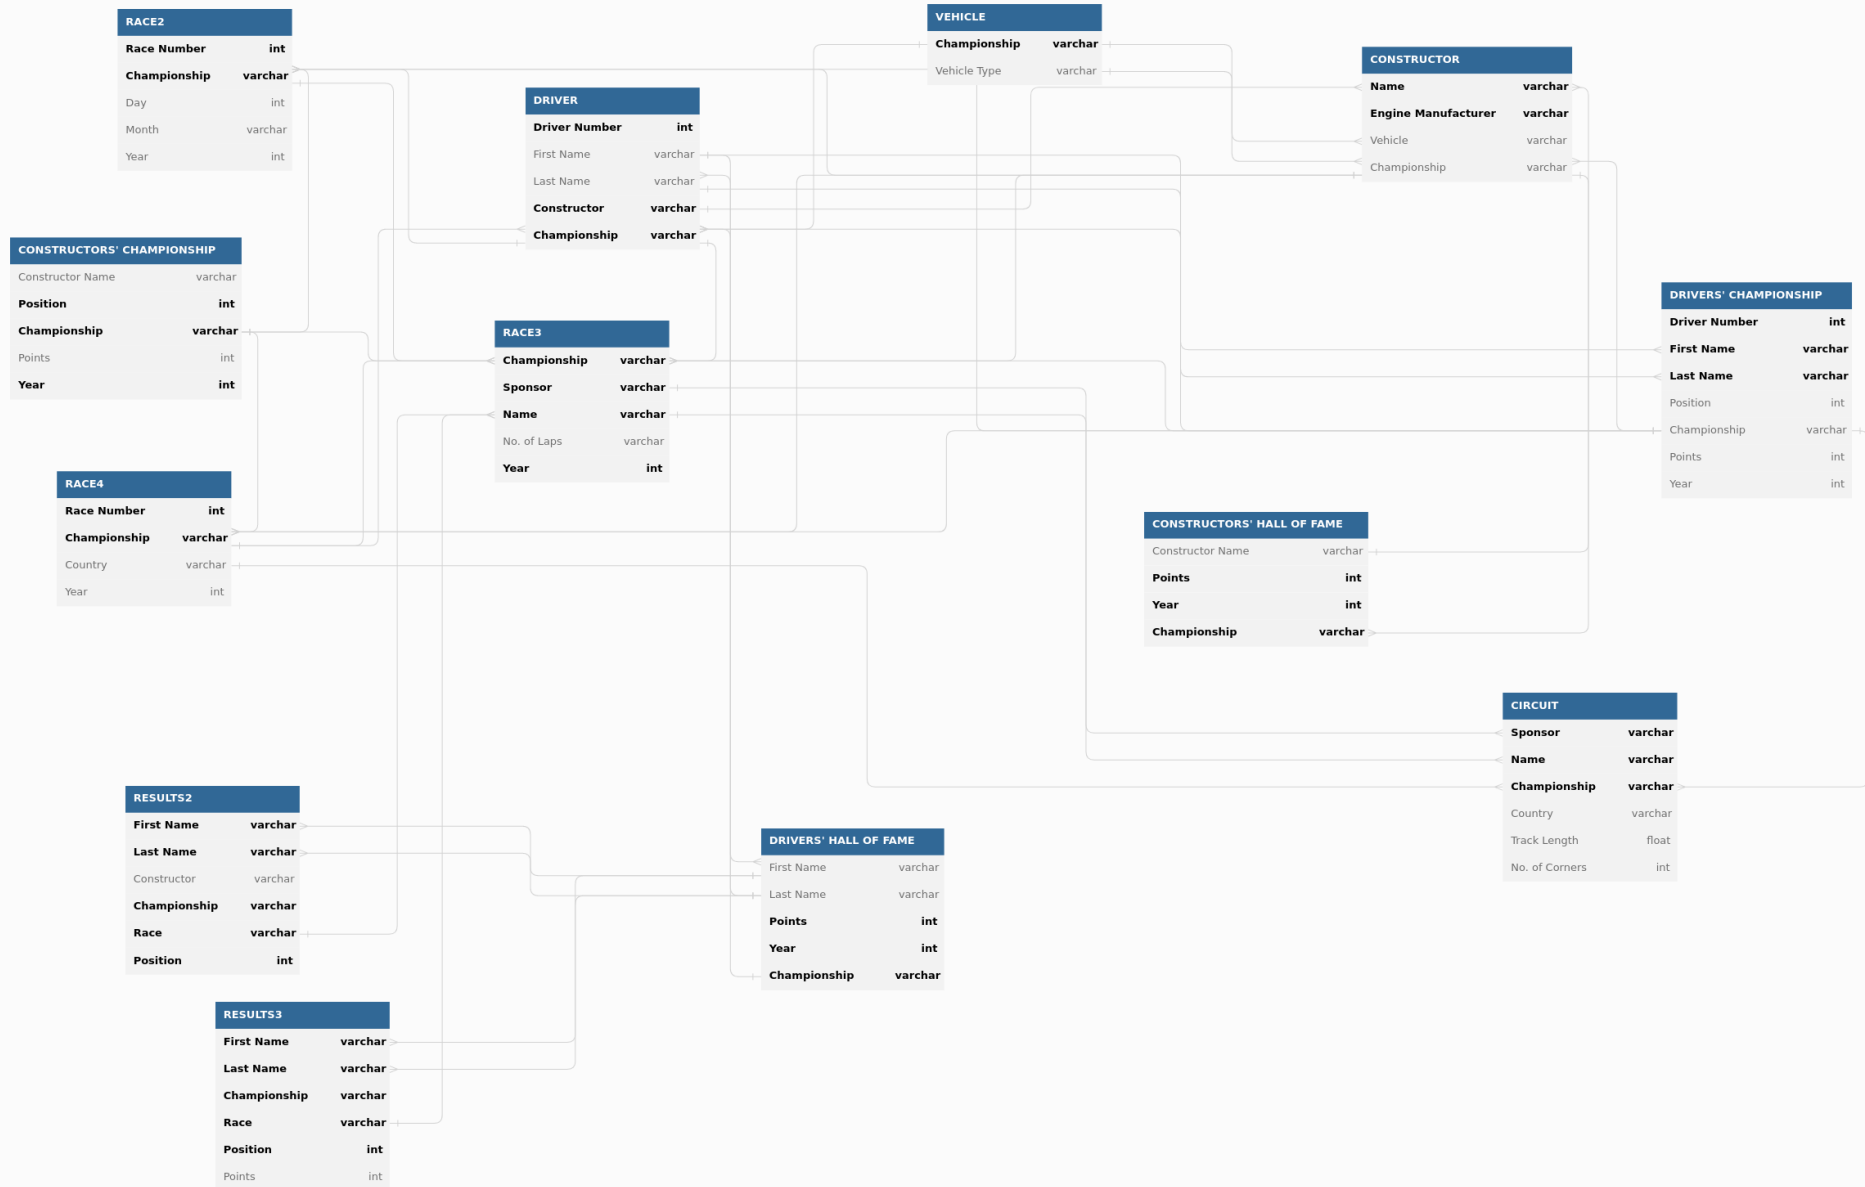 RACE2
Race Number int
Championship varchar
Day int
Month varchar
Year int
VEHICLE
Championship varchar
Vehicle Type varchar
CONSTRUCTOR
Name varchar
Engine Manufacturer varchar
Vehicle varchar
Championship varchar
DRIVER
Driver Number int
First Name varchar
Last Name varchar
Constructor varchar
Championship varchar
CONSTRUCTORS' CHAMPIONSHIP
Constructor Name varchar
Position int
Championship varchar
Points int
Year int
DRIVERS' CHAMPIONSHIP
Driver Number int
First Name varchar
Last Name varchar
Position int
Championship varchar
Points int
Year int
RACE3
Championship varchar
Sponsor varchar
Name varchar
No. of Laps varchar
Year int
RACE4
Race Number int
Championship varchar
Country varchar
Year int
CONSTRUCTORS' HALL OF FAME
Constructor Name varchar
Points int
Year int
Championship varchar
CIRCUIT
Sponsor varchar
Name varchar
Championship varchar
Country varchar
Track Length float
No. of Corners int
RESULTS2
First Name varchar
Last Name varchar
Constructor varchar
Championship varchar
Race varchar
Position int
DRIVERS' HALL OF FAME
First Name varchar
Last Name varchar
Points int
Year int
Championship varchar
RESULTS3
First Name varchar
Last Name varchar
Championship varchar
Race varchar
Position int
Points int